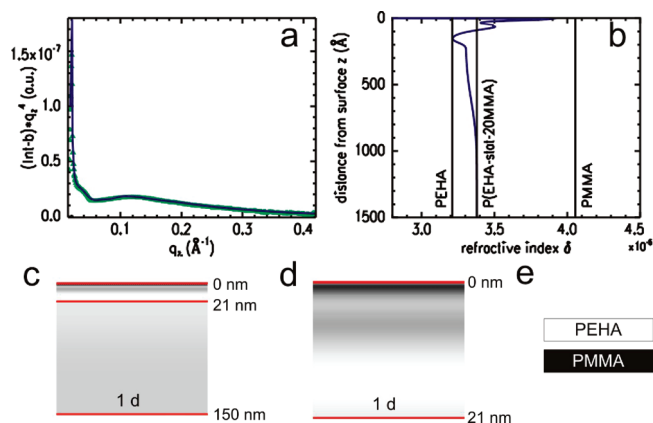 a
1.5x10⁻⁷
1.0
0.5
0.0
(Int-b)*q_z⁴ (a.u.)
0.1 0.2 0.3 0.4
q_z (Å⁻¹)
b
0
500
1000
1500
distance from surface z (Å)
PEHA
P(EHA-stat-20MMA)
PMMA
3.0 3.5 4.0 4.5
×10⁻⁶
refractive index δ
c
0 nm
21 nm
1 d
150 nm
d
0 nm
1 d
21 nm
e
PEHA
PMMA